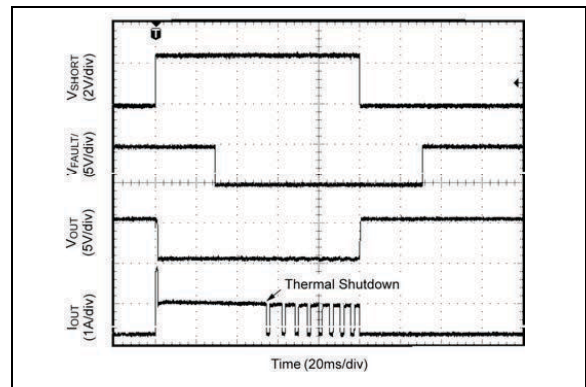 T
VSHORT
(2V/div)
VFAULT/
(5V/div)
VOUT
(5V/div)
Thermal Shutdown
IOUT
(1A/div)
Time (20ms/div)